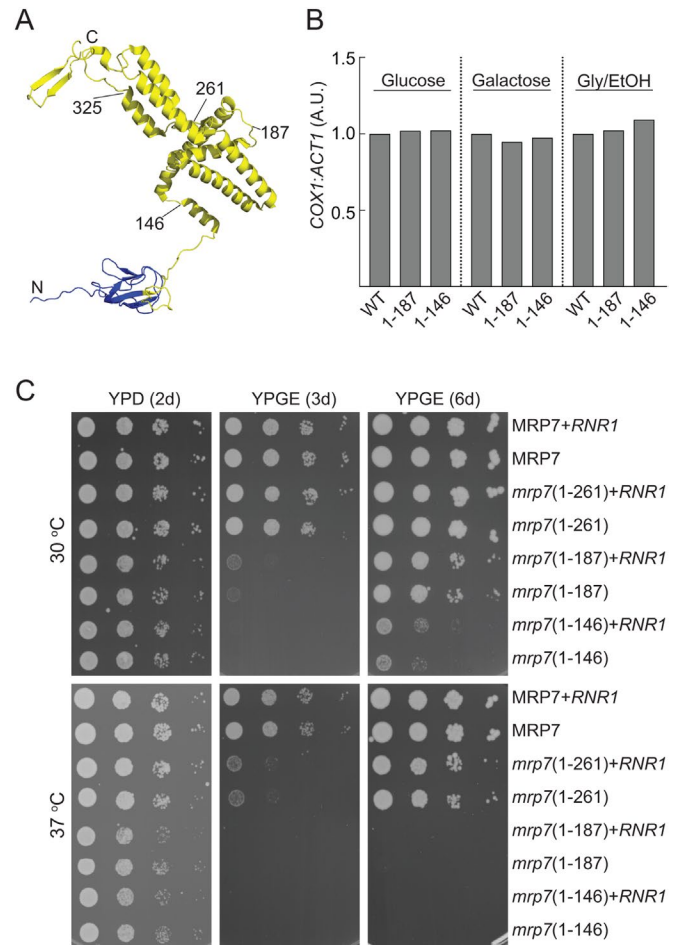 A
C
325
261
187
146
N
B
COX1:ACT1 (A.U.)
1.5
1.0
0.5
Glucose Galactose Gly/EtOH
WT 1-187 1-146 WT 1-187 1-146 WT 1-187 1-146
C
YPD (2d) YPGE (3d) YPGE (6d)
30 °C
MRP7+RNR1
MRP7
mrp7(1-261)+RNR1
mrp7(1-261)
mrp7(1-187)+RNR1
mrp7(1-187)
mrp7(1-146)+RNR1
mrp7(1-146)
37 °C
MRP7+RNR1
MRP7
mrp7(1-261)+RNR1
mrp7(1-261)
mrp7(1-187)+RNR1
mrp7(1-187)
mrp7(1-146)+RNR1
mrp7(1-146)